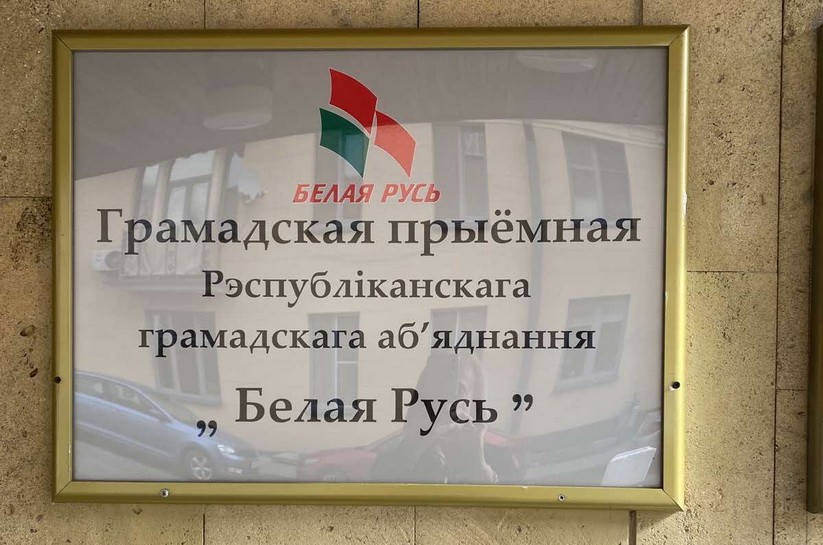 БЕЛАЯ РУСЬ
Грамадская прыёмная
Рэспубліканскага
грамадскага аб’яднання
„ Белая Русь ”